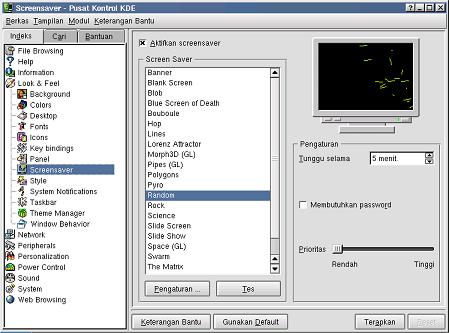 Screensaver - Pusat Kontrol KDE
Berkas Tampilan Modul Keterangan Bantu
Indeks Cari Bantuan
File Browsing
Help
Information
Look & Feel
Background
Colors
Desktop
Fonts
Icons
Key bindings
Panel
Screensaver
Style
System Notifications
Taskbar
Theme Manager
Window Behavior
Network
Peripherals
Personalization
Power Control
Sound
System
Web Browsing
Aktifkan screensaver
Screen Saver
Banner
Blank Screen
Blob
Blue Screen of Death
Bouboule
Hop
Lines
Lorenz Attractor
Morph3D (GL)
Pipes (GL)
Polygons
Pyro
Random
Rock
Science
Slide Screen
Slide Show
Space (GL)
Swarm
The Matrix
Pengaturan ...
Tes
Pengaturan
Tunggu selama
5 menit.
Membutuhkan password
Prioritas
Rendah
Tinggi
Keterangan Bantu
Gunakan Default
Terapkan
Reset